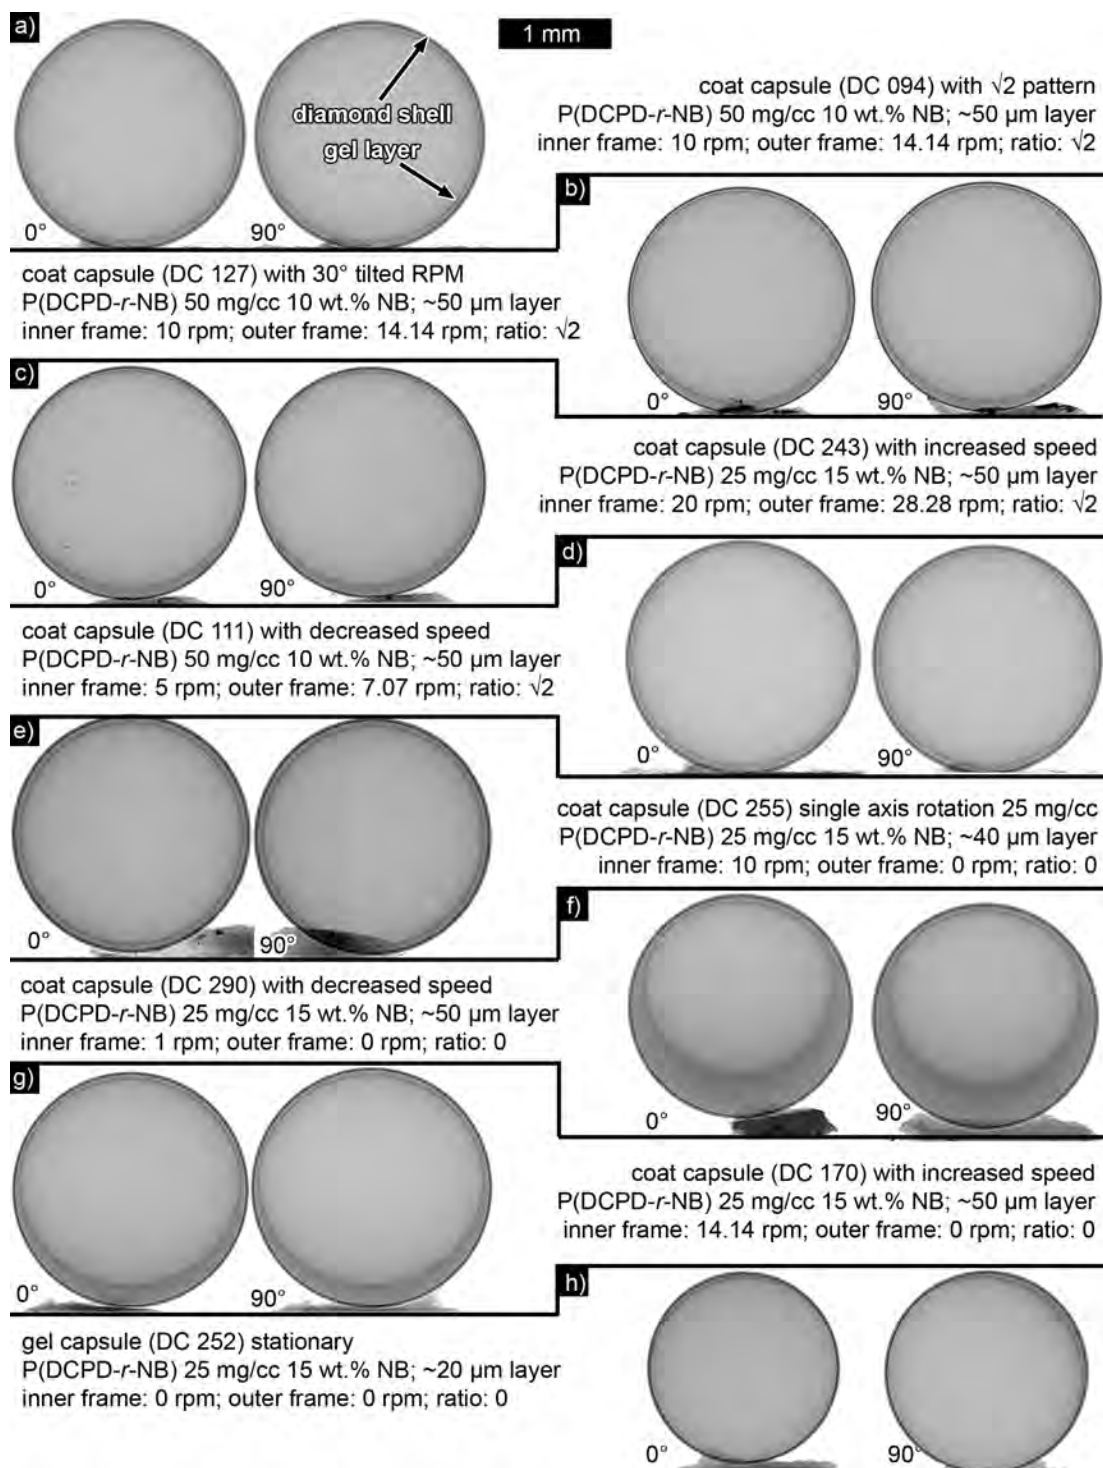 a)
1 mm
diamond shell
gel layer
0°
90°
coat capsule (DC 094) with √2 pattern
P(DCPD-r-NB) 50 mg/cc 10 wt.% NB; ~50 µm layer
inner frame: 10 rpm; outer frame: 14.14 rpm; ratio: √2
b)
0°
90°
coat capsule (DC 127) with 30° tilted RPM
P(DCPD-r-NB) 50 mg/cc 10 wt.% NB; ~50 µm layer
inner frame: 10 rpm; outer frame: 14.14 rpm; ratio: √2
c)
0°
90°
coat capsule (DC 243) with increased speed
P(DCPD-r-NB) 25 mg/cc 15 wt.% NB; ~50 µm layer
inner frame: 20 rpm; outer frame: 28.28 rpm; ratio: √2
d)
0°
90°
coat capsule (DC 111) with decreased speed
P(DCPD-r-NB) 50 mg/cc 10 wt.% NB; ~50 µm layer
inner frame: 5 rpm; outer frame: 7.07 rpm; ratio: √2
e)
0°
90°
coat capsule (DC 255) single axis rotation 25 mg/cc
P(DCPD-r-NB) 25 mg/cc 15 wt.% NB; ~40 µm layer
inner frame: 10 rpm; outer frame: 0 rpm; ratio: 0
f)
0°
90°
coat capsule (DC 290) with decreased speed
P(DCPD-r-NB) 25 mg/cc 15 wt.% NB; ~50 µm layer
inner frame: 1 rpm; outer frame: 0 rpm; ratio: 0
g)
0°
90°
coat capsule (DC 170) with increased speed
P(DCPD-r-NB) 25 mg/cc 15 wt.% NB; ~50 µm layer
inner frame: 14.14 rpm; outer frame: 0 rpm; ratio: 0
h)
0°
90°
gel capsule (DC 252) stationary
P(DCPD-r-NB) 25 mg/cc 15 wt.% NB; ~20 µm layer
inner frame: 0 rpm; outer frame: 0 rpm; ratio: 0